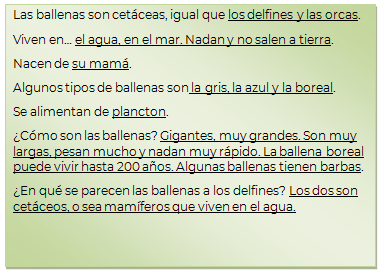 Las ballenas son cetáceas, igual que los delfines y las orcas.
Viven en... el agua, en el mar. Nadan y no salen a tierra.
Nacen de su mamá.
Algunos tipos de ballenas son la gris, la azul y la boreal.
Se alimentan de plancton.
¿Cómo son las ballenas? Gigantes, muy grandes. Son muy
largas, pesan mucho y nadan muy rápido. La ballena boreal
puede vivir hasta 200 años. Algunas ballenas tienen barbas.
¿En qué se parecen las ballenas a los delfines? Los dos son
cetáceos, o sea mamíferos que viven en el agua.